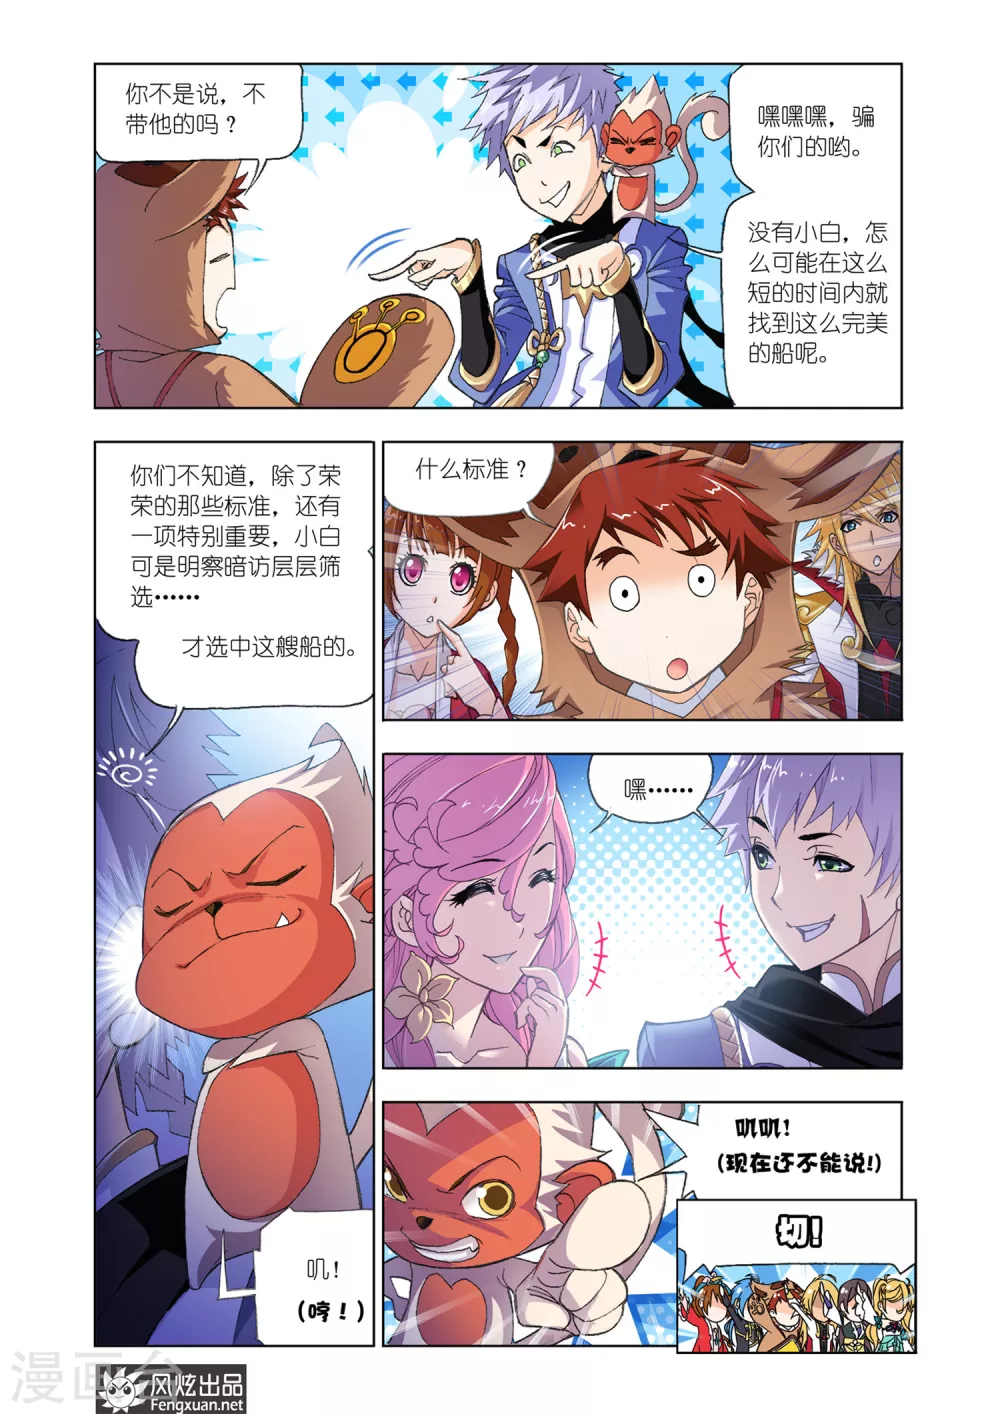 你不是说，不
带他的吗？
嘿嘿嘿，骗
你们的哟。
没有小白，怎
么可能在这么
短的时间内就
找到这么完美
的船呢。
你们不知道，除了荣
荣的那些标准，还有
一项特别重要，小白
可是明察暗访层层筛
选……
才选中这艘船的。
叽！
（哼！）
什么标准？
嘿……
叽叽！
（现在还不能说！）
切！
漫画台
风炫出品
Fengxuan.net